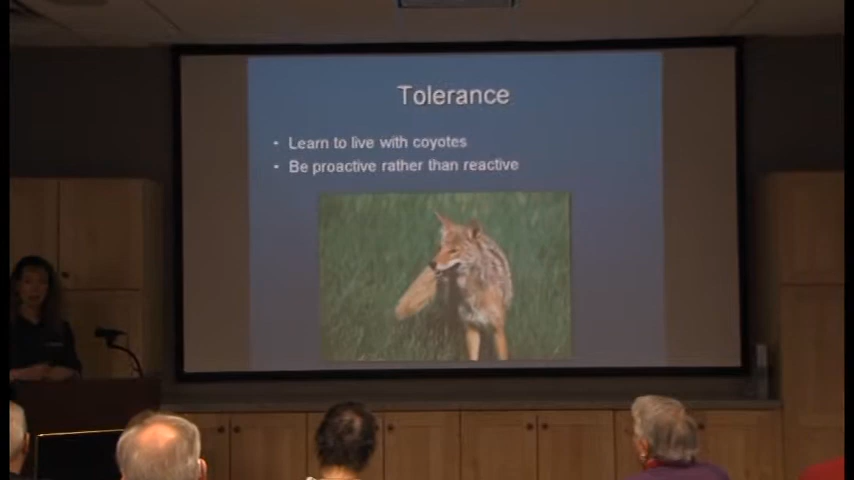 Tolerance
• Learn to live with coyotes
• Be proactive rather than reactive